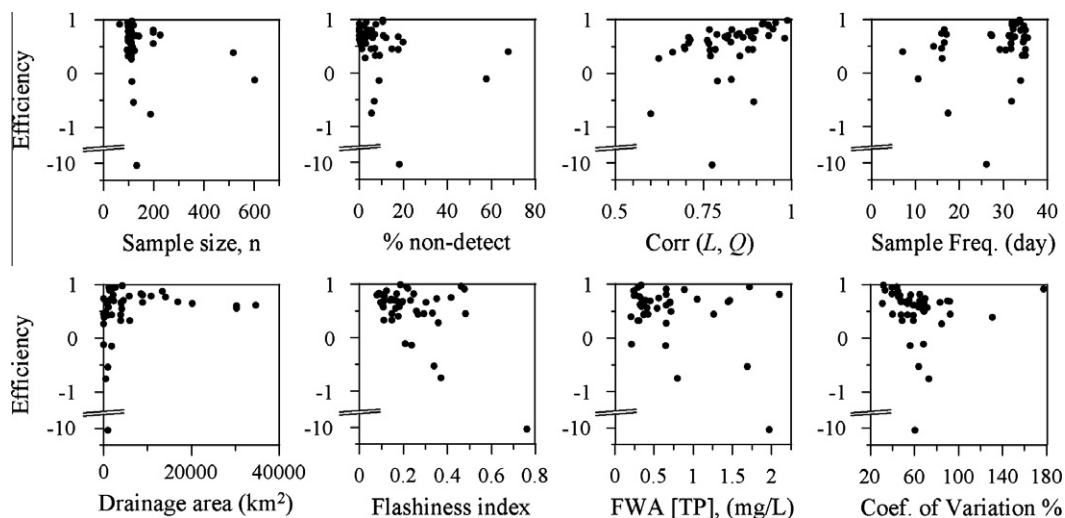 Efficiency
1
0
-1
-10
0 200 400 600
Sample size, n
1
0
-1
-10
0 20 40 60 80
% non-detect
1
0
-1
-10
0.5 0.75 1
Corr (L, Q)
1
0
-1
-10
0 10 20 30 40
Sample Freq. (day)
Efficiency
1
0
-1
-10
0 20000 40000
Drainage area (km²)
1
0
-1
-10
0.0 0.2 0.4 0.6 0.8
Flashiness index
1
0
-1
-10
0 0.5 1 1.5 2
FWA [TP], (mg/L)
1
0
-1
-10
20 60 100 140 180
Coef. of Variation %